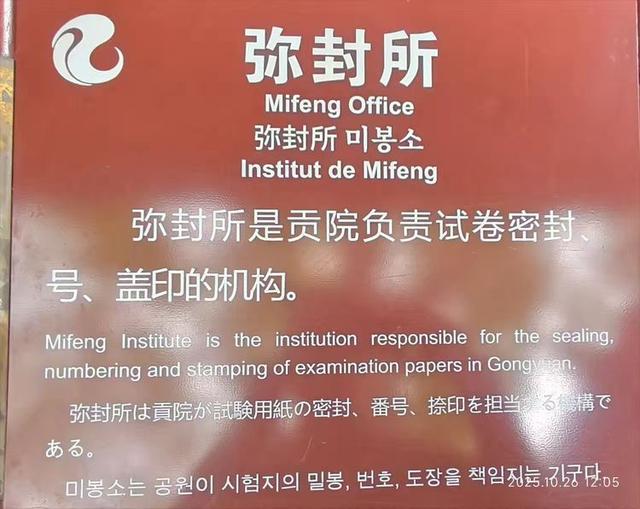 弥封所
Mifeng Office
弥封所 미봉소
Institut de Mifeng
弥封所是贡院负责试卷密封、
号、盖印的机构。
Mifeng Institute is the institution responsible for the sealing,
numbering and stamping of examination papers in Gongyuan.
弥封所は貢院が試験用紙の密封、番号、捺印を担当する機構で
ある。
미봉소는 공원이 시험지의 밀봉, 번호, 도장을 책임지는 기구다.
2025.10.26 12:05